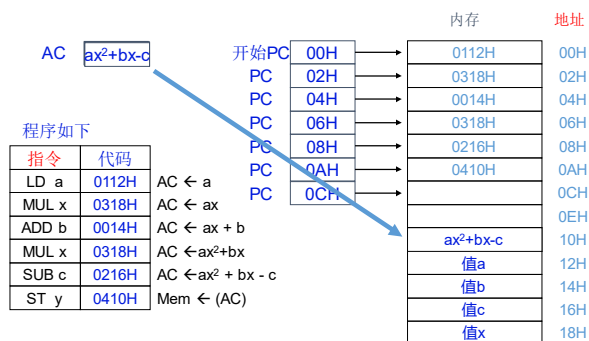 内存 地址
AC ax²+bx-c 开始PC 00H 0112H 00H
PC 02H 0318H 02H
PC 04H 0014H 04H
PC 06H 0318H 06H
程序如下 PC 08H 0216H 08H
指令 代码 PC 0AH 0410H 0AH
LD a 0112H AC ← a PC 0CH 0CH
MUL x 0318H AC ← ax 0EH
ADD b 0014H AC ← ax + b ax²+bx-c 10H
MUL x 0318H AC ←ax²+bx 值a 12H
SUB c 0216H AC ←ax² + bx - c 值b 14H
ST y 0410H Mem ← (AC) 值c 16H
值x 18H